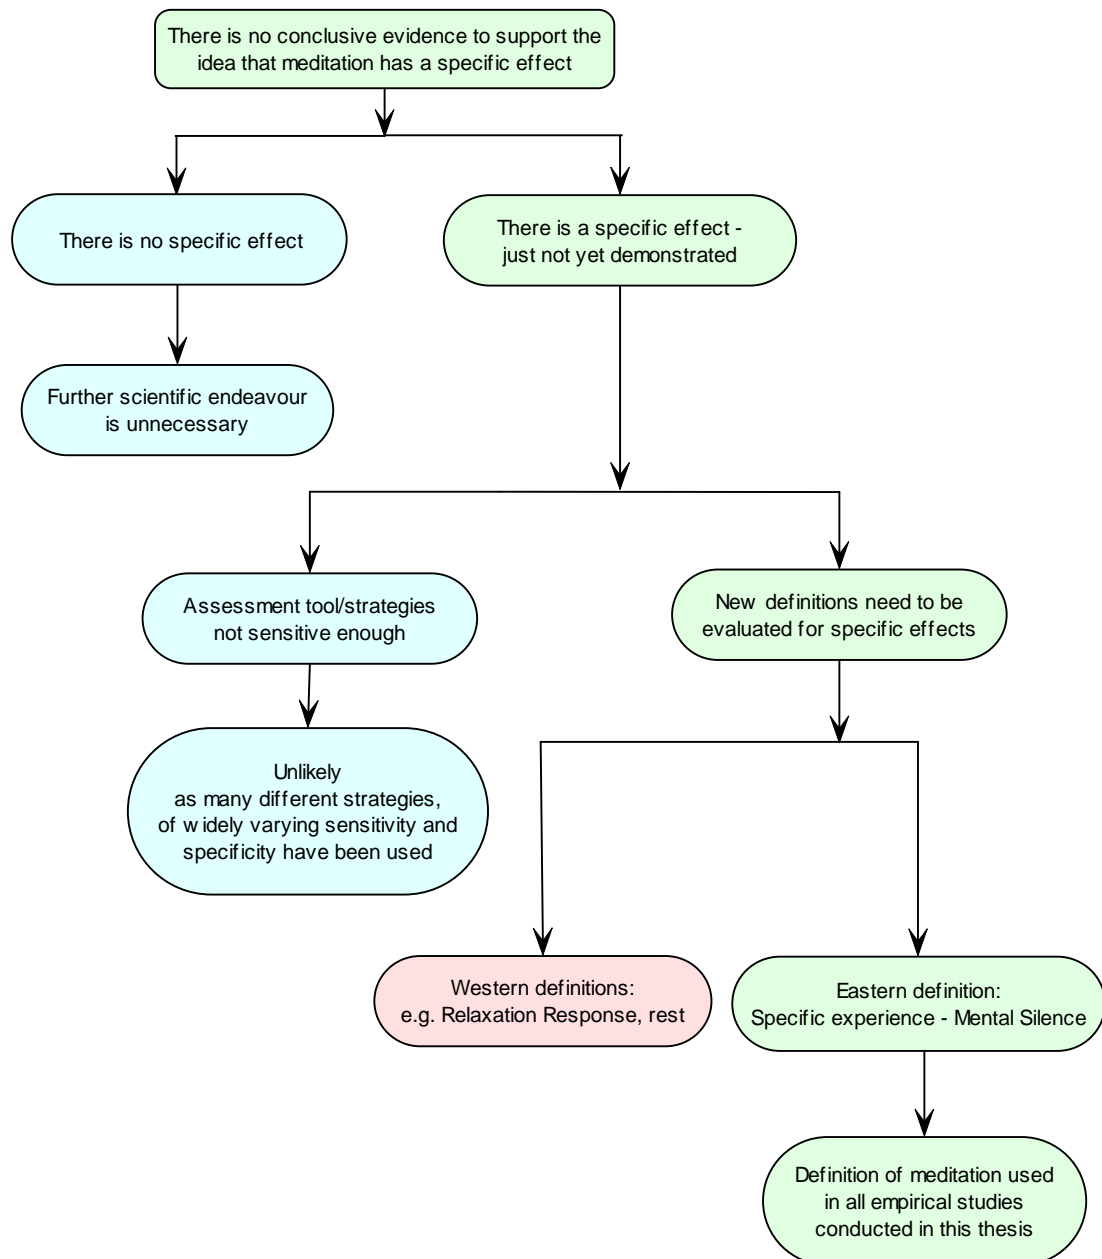 There is no conclusive evidence to support the
idea that meditation has a specific effect
There is no specific effect
There is a specific effect -
just not yet demonstrated
Further scientific endeavour
is unnecessary
Assessment tool/strategies
not sensitive enough
New definitions need to be
evaluated for specific effects
Unlikely
as many different strategies,
of widely varying sensitivity and
specificity have been used
Western definitions:
e.g. Relaxation Response, rest
Eastern definition:
Specific experience - Mental Silence
Definition of meditation used
in all empirical studies
conducted in this thesis